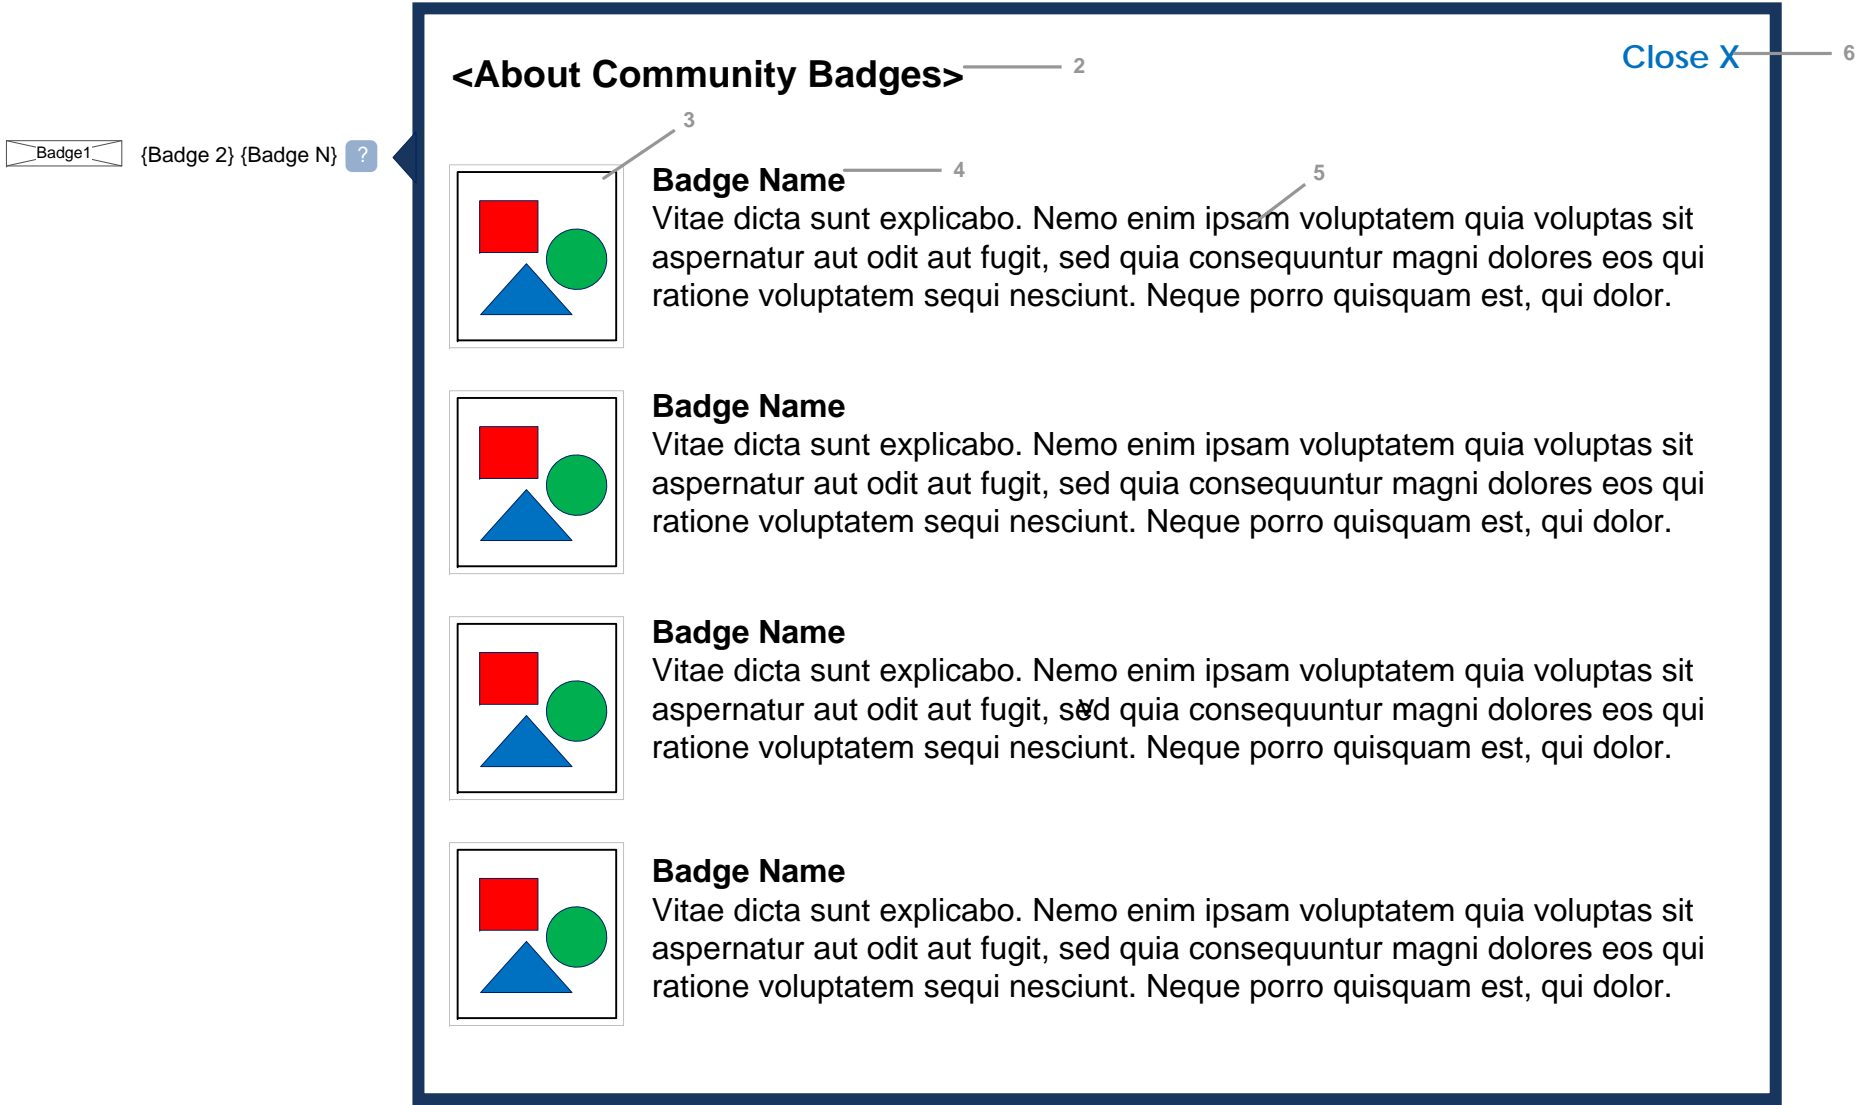 <About Community Badges>
2
Close X
6
3
Badge1
{Badge 2} {Badge N}
?
Badge Name
4
5
Vitae dicta sunt explicabo. Nemo enim ipsam voluptatem quia voluptas sit
aspernatur aut odit aut fugit, sed quia consequuntur magni dolores eos qui
ratione voluptatem sequi nesciunt. Neque porro quisquam est, qui dolor.
Badge Name
Vitae dicta sunt explicabo. Nemo enim ipsam voluptatem quia voluptas sit
aspernatur aut odit aut fugit, sed quia consequuntur magni dolores eos qui
ratione voluptatem sequi nesciunt. Neque porro quisquam est, qui dolor.
Badge Name
Vitae dicta sunt explicabo. Nemo enim ipsam voluptatem quia voluptas sit
aspernatur aut odit aut fugit, sed quia consequuntur magni dolores eos qui
ratione voluptatem sequi nesciunt. Neque porro quisquam est, qui dolor.
Badge Name
Vitae dicta sunt explicabo. Nemo enim ipsam voluptatem quia voluptas sit
aspernatur aut odit aut fugit, sed quia consequuntur magni dolores eos qui
ratione voluptatem sequi nesciunt. Neque porro quisquam est, qui dolor.